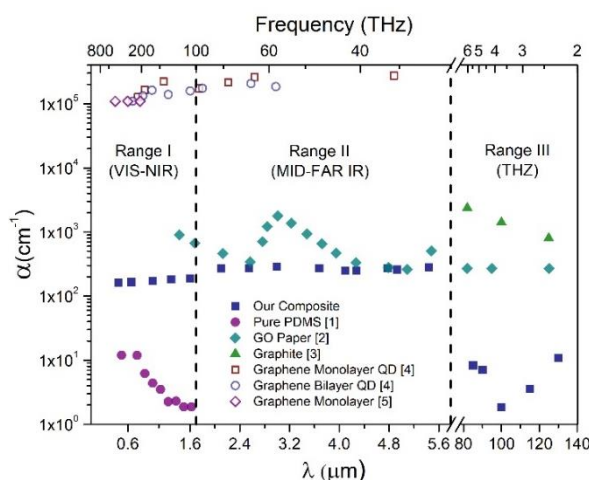 Frequency (THz)
800 200 100 60 40 6 5 4 3 2
1x10⁵
Range I Range II Range III
(VIS-NIR) (MID-FAR IR) (THZ)
1x10⁴
α(cm⁻¹)
1x10³
1x10²
Our Composite
Pure PDMS [1]
GO Paper [2]
1x10¹
Graphite [3]
Graphene Monolayer QD [4]
Graphene Bilayer QD [4]
Graphene Monolayer [5]
1x10⁰
0.6 1.6 2.4 3.2 4.0 4.8 5.6 80 100 120 140
λ (μm)